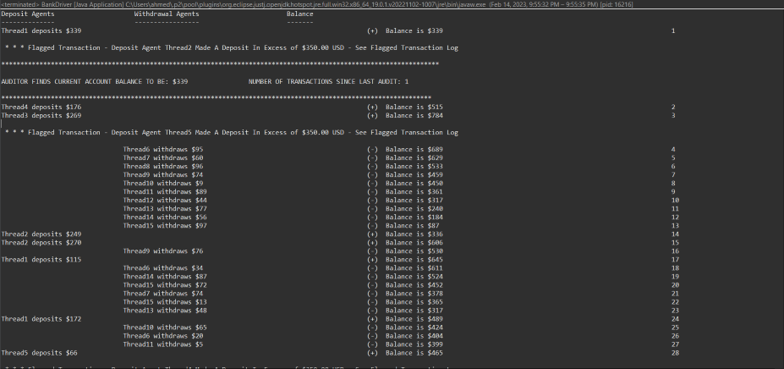 <terminated> BankDriver [Java Application] C:\Users\ahmed\.p2\pool\plugins\org.eclipse.justj.openjdk.hotspot.jre.full.win32.x86_64_19.0.1.v20221102-1007\jre\bin\javaw.exe (Feb 14, 2023, 9:55:32 PM – 9:55:35 PM) [pid: 16216]
Deposit Agents Withdrawal Agents Balance
-------------- ----------------- -------
Thread1 deposits $339 (+) Balance is $339 1
* * * Flagged Transaction - Deposit Agent Thread2 Made A Deposit In Excess of $350.00 USD - See Flagged Transaction Log
AUDITOR FINDS CURRENT ACCOUNT BALANCE TO BE: $339 NUMBER OF TRANSACTIONS SINCE LAST AUDIT: 1
Thread4 deposits $176 (+) Balance is $515 2
Thread3 deposits $269 (+) Balance is $784 3
* * * Flagged Transaction - Deposit Agent Thread5 Made A Deposit In Excess of $350.00 USD - See Flagged Transaction Log
Thread6 withdraws $95 (-) Balance is $689 4
Thread7 withdraws $60 (-) Balance is $629 5
Thread8 withdraws $96 (-) Balance is $533 6
Thread9 withdraws $74 (-) Balance is $459 7
Thread10 withdraws $9 (-) Balance is $450 8
Thread11 withdraws $89 (-) Balance is $361 9
Thread12 withdraws $44 (-) Balance is $317 10
Thread13 withdraws $77 (-) Balance is $240 11
Thread14 withdraws $56 (-) Balance is $184 12
Thread15 withdraws $97 (-) Balance is $87 13
Thread2 deposits $249 (+) Balance is $336 14
Thread2 deposits $270 (+) Balance is $606 15
Thread9 withdraws $76 (-) Balance is $530 16
Thread1 deposits $115 (+) Balance is $645 17
Thread6 withdraws $34 (-) Balance is $611 18
Thread14 withdraws $87 (-) Balance is $524 19
Thread15 withdraws $72 (-) Balance is $452 20
Thread7 withdraws $74 (-) Balance is $378 21
Thread15 withdraws $13 (-) Balance is $365 22
Thread13 withdraws $48 (-) Balance is $317 23
Thread1 deposits $172 (+) Balance is $489 24
Thread10 withdraws $65 (-) Balance is $424 25
Thread6 withdraws $20 (-) Balance is $404 26
Thread11 withdraws $5 (-) Balance is $399 27
Thread5 deposits $66 (+) Balance is $465 28